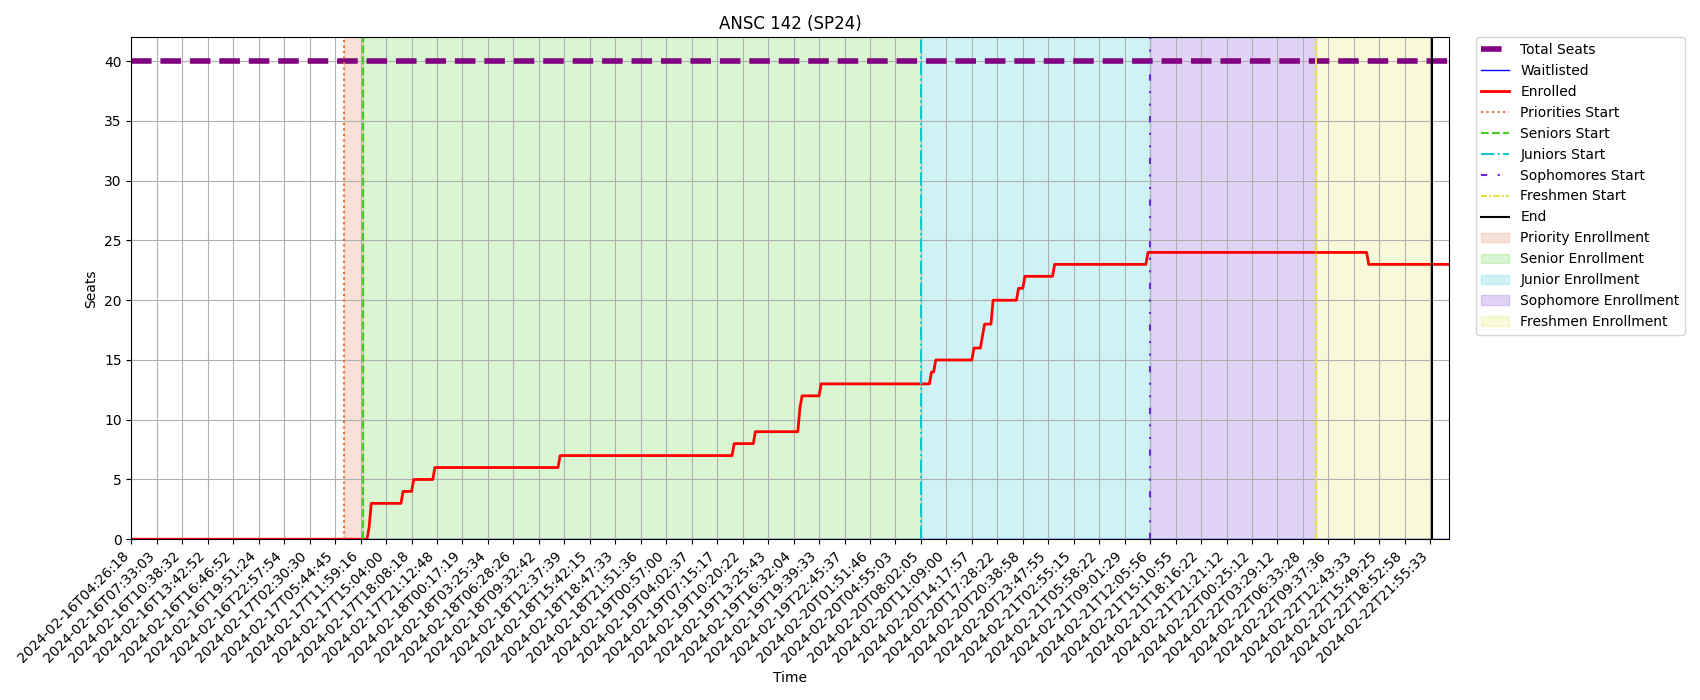 ANSC 142 (SP24)
Seats
40
35
30
25
20
15
10
5
0
2024-02-16T04:26:18
2024-02-16T07:33:03
2024-02-16T10:38:32
2024-02-16T13:42:52
2024-02-16T16:46:52
2024-02-16T19:51:24
2024-02-16T22:57:54
2024-02-17T02:30:30
2024-02-17T05:44:45
2024-02-17T11:59:16
2024-02-17T15:04:00
2024-02-17T18:08:18
2024-02-17T21:12:48
2024-02-18T00:17:19
2024-02-18T03:25:34
2024-02-18T06:28:26
2024-02-18T09:32:42
2024-02-18T12:37:39
2024-02-18T15:42:15
2024-02-18T18:47:33
2024-02-18T21:51:36
2024-02-19T00:57:00
2024-02-19T04:02:37
2024-02-19T07:15:17
2024-02-19T10:20:22
2024-02-19T13:25:43
2024-02-19T16:32:04
2024-02-19T19:39:33
2024-02-19T22:45:37
2024-02-20T01:51:46
2024-02-20T04:55:03
2024-02-20T08:02:05
2024-02-20T11:09:00
2024-02-20T14:17:57
2024-02-20T17:28:22
2024-02-20T20:38:58
2024-02-20T23:47:55
2024-02-21T02:55:15
2024-02-21T05:58:22
2024-02-21T09:01:29
2024-02-21T12:05:56
2024-02-21T15:10:55
2024-02-21T18:16:22
2024-02-21T21:21:12
2024-02-22T00:25:12
2024-02-22T03:29:12
2024-02-22T06:33:28
2024-02-22T09:37:36
2024-02-22T12:43:33
2024-02-22T15:49:25
2024-02-22T18:52:58
2024-02-22T21:55:33
Time
Total Seats
Waitlisted
Enrolled
Priorities Start
Seniors Start
Juniors Start
Sophomores Start
Freshmen Start
End
Priority Enrollment
Senior Enrollment
Junior Enrollment
Sophomore Enrollment
Freshmen Enrollment